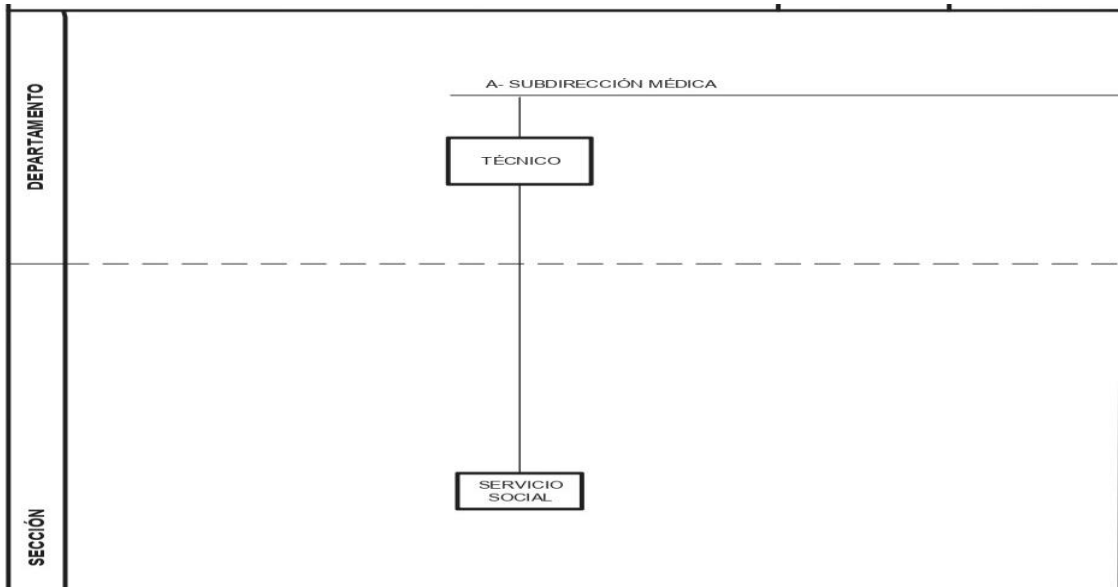 DEPARTAMENTO
A- SUBDIRECCIÓN MÉDICA
TÉCNICO
SERVICIO
SOCIAL
SECCIÓN